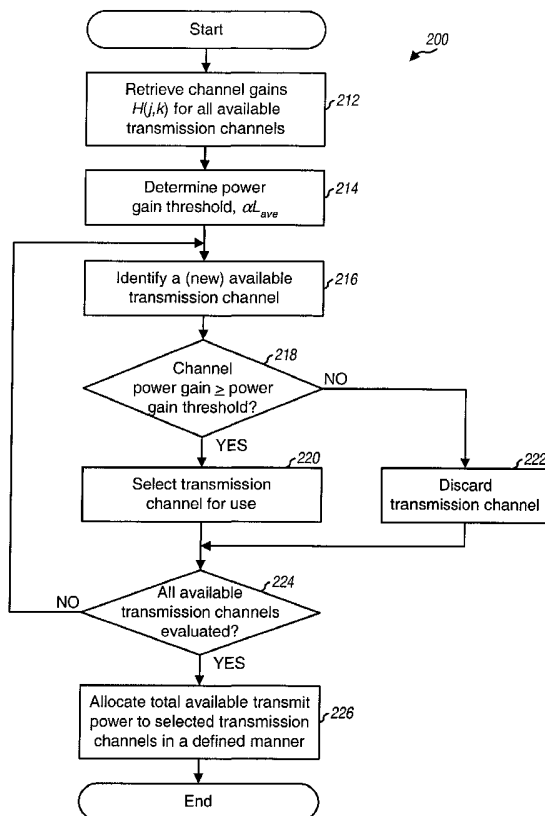 Start
200
Retrieve channel gains
H(j,k) for all available
transmission channels
212
Determine power
gain threshold, αL_ave
214
Identify a (new) available
transmission channel
216
218
Channel
power gain ≥ power
gain threshold?
NO
YES
220
Select transmission
channel for use
222
Discard
transmission channel
224
All available
transmission channels
evaluated?
NO
YES
Allocate total available transmit
power to selected transmission
channels in a defined manner
226
End